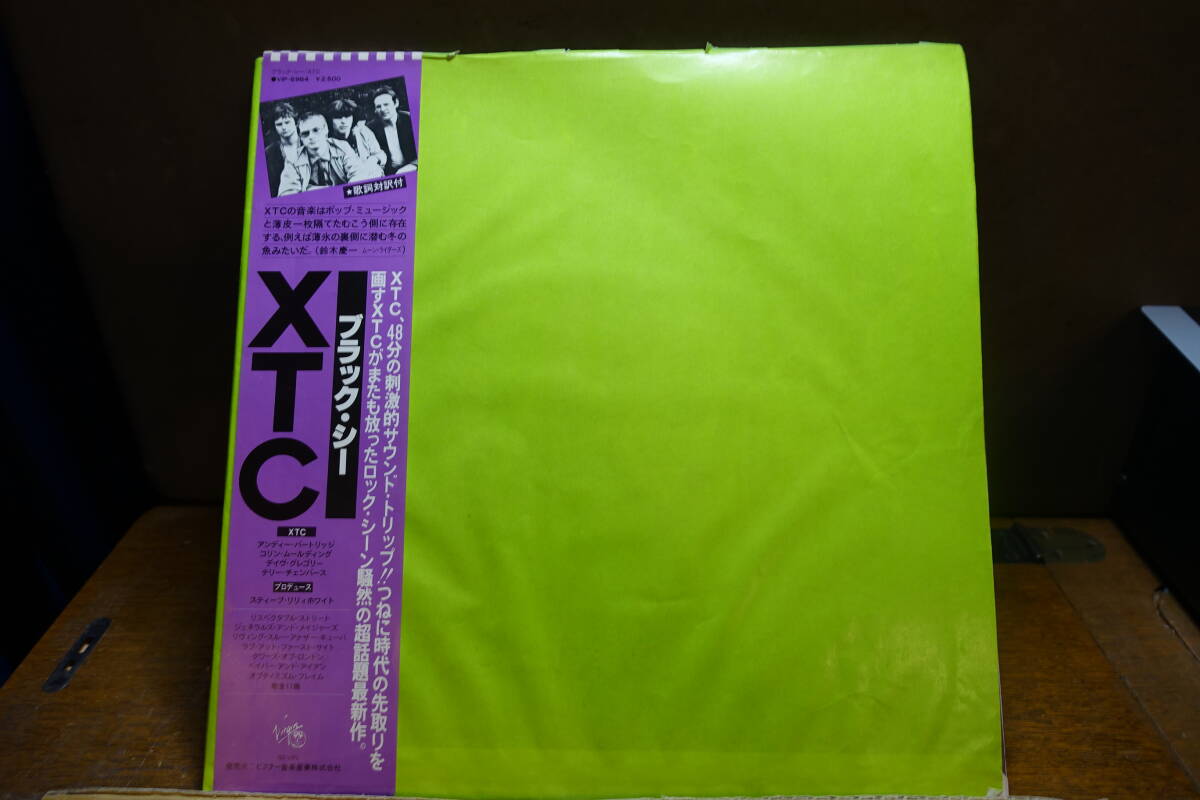 ブラック・シー/XTC
●VIP-6984 ￥2,500
★歌詞対訳付
XTCの音楽はポップ・ミュージック
と薄皮一枚隔てたむこう側に存在
する、例えば薄氷の裏側に潜む冬の
魚みたいだ。(鈴木慶一 ムーンライダーズ)
XTC
ブラック・シー
XTC、48分の刺激的サウンド・トリップ!!つねに時代の先取りを
画すXTCがまたも放ったロック・シーン騒然の超話題最新作。
XTC
アンディー・パートリッジ
コリン・ムールディング
デイヴ・グレゴリー
テリー・チェンバース
プロデュース
スティーブ・リリィホワイト
リスペクタブル・ストリート
ジェネラルズ・アンド・メイジャーズ
リヴィング・スルー・アナザー・キューバ
ラブ・アット・ファースト・サイト
タワーズ・オブ・ロンドン
ペイパー・アンド・アイアン
オプティミズム・フレイム
Virgin
発売元:ビクター音楽産業株式会社